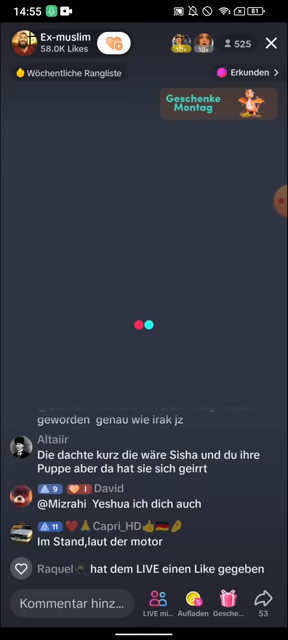 14:55
81
Ex-muslim
58.0K Likes
10+
10+
525
Wöchentliche Rangliste
Erkunden
Geschenke
Montag
geworden genau wie irak jz
Altaiir
Die dachte kurz die wäre Sisha und du ihre
Puppe aber da hat sie sich geirrt
9 I David
@Mizrahi Yeshua ich dich auch
11 ❤️🙏Capri_HD👍🇩🇪🤌
Im Stand,laut der motor
Raquel hat dem LIVE einen Like gegeben
Kommentar hinz...
LIVE mi...
Aufladen
Gesche...
53